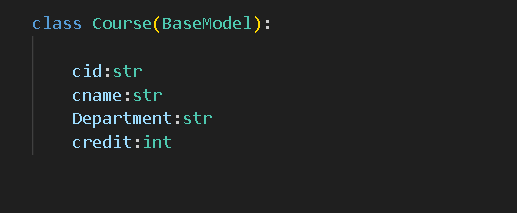 class Course(BaseModel):
cid:str
cname:str
Department:str
credit:int